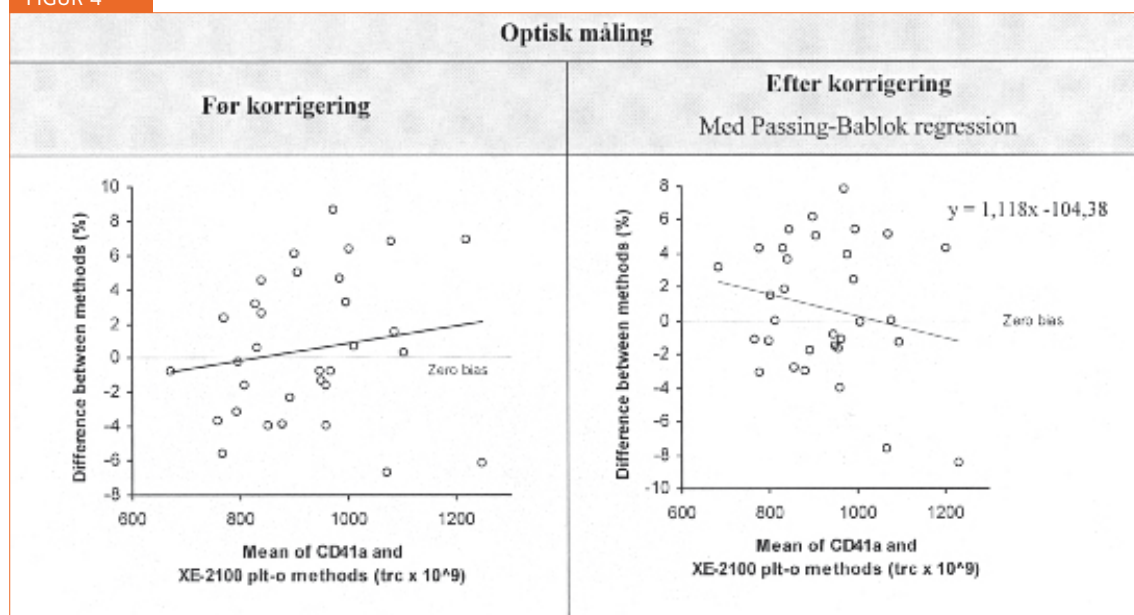 FIGUR 4
Optisk måling
Før korrigering
Efter korrigering
Med Passing-Bablok regression
Difference between methods (%)
10
8
6
4
2
0
-2
-4
-6
-8
Zero bias
600 800 1000 1200
Mean of CD41a and
XE-2100 plt-o methods (trc x 10^9)
Difference between methods (%)
8
6
4
2
0
-2
-4
-6
-8
-10
y = 1,118x -104,38
Zero bias
600 800 1000 1200
Mean of CD41a and
XE-2100 plt-o methods (trc x 10^9)